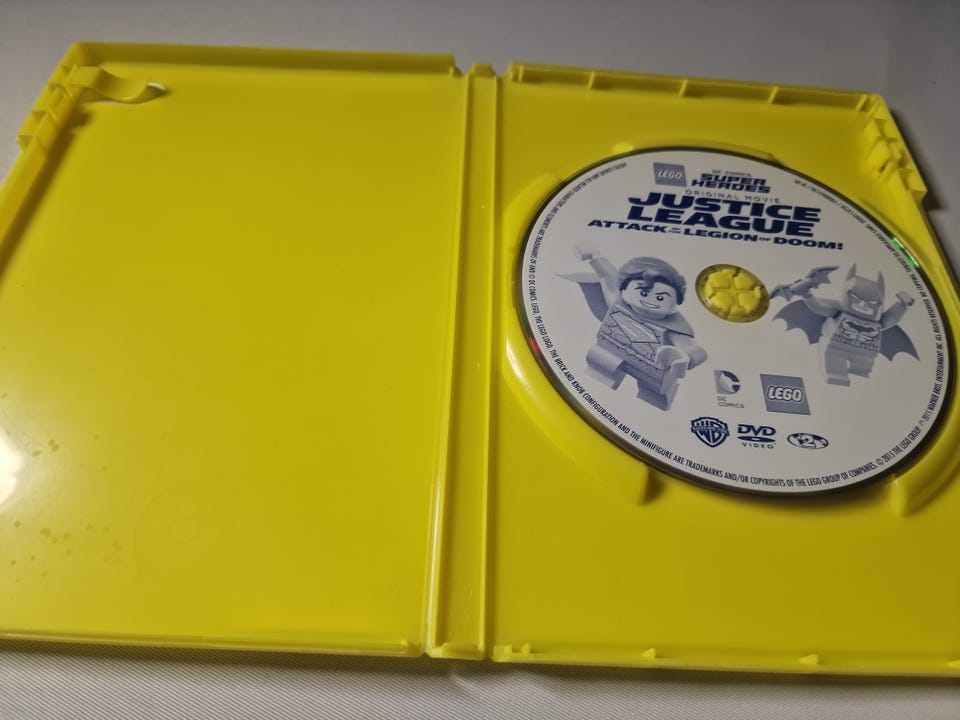 LEGO
DC COMICS
SUPER HEROES
ORIGINAL MOVIE
JUSTICE
LEAGUE
ATTACK OF THE LEGION OF DOOM!
DC
COMICS
LEGO
WB
DVD
VIDEO
2
THE BRICK AND KNOB CONFIGURATION AND THE MINIFIGURE ARE TRADEMARKS AND/OR COPYRIGHTS OF THE LEGO GROUP OF COMPANIES. © 2015 THE LEGO GROUP.